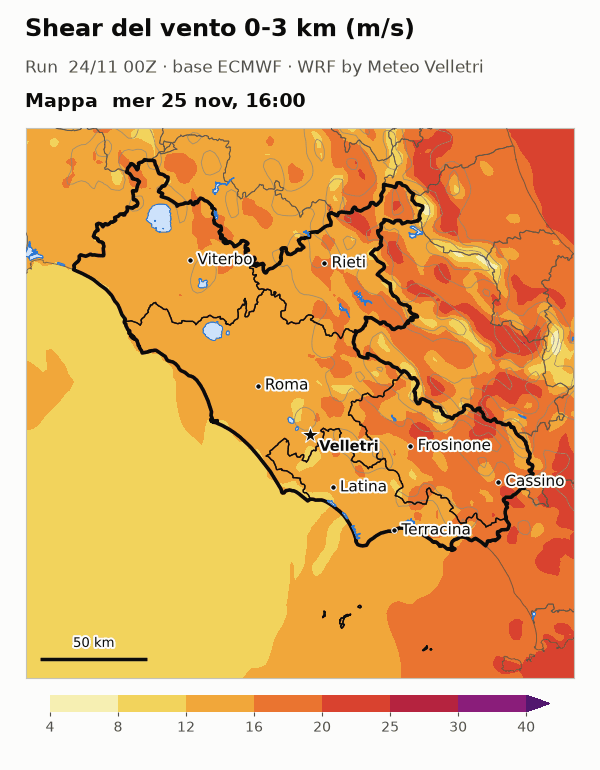 Shear del vento 0-3 km (m/s)
Run  24/11 00Z · base ECMWF · WRF by Meteo Velletri
Mappa  mer 25 nov, 16:00
Viterbo
Rieti
Roma
Velletri
Frosinone
Latina
Cassino
Terracina
50 km
4 8 12 16 20 25 30 40